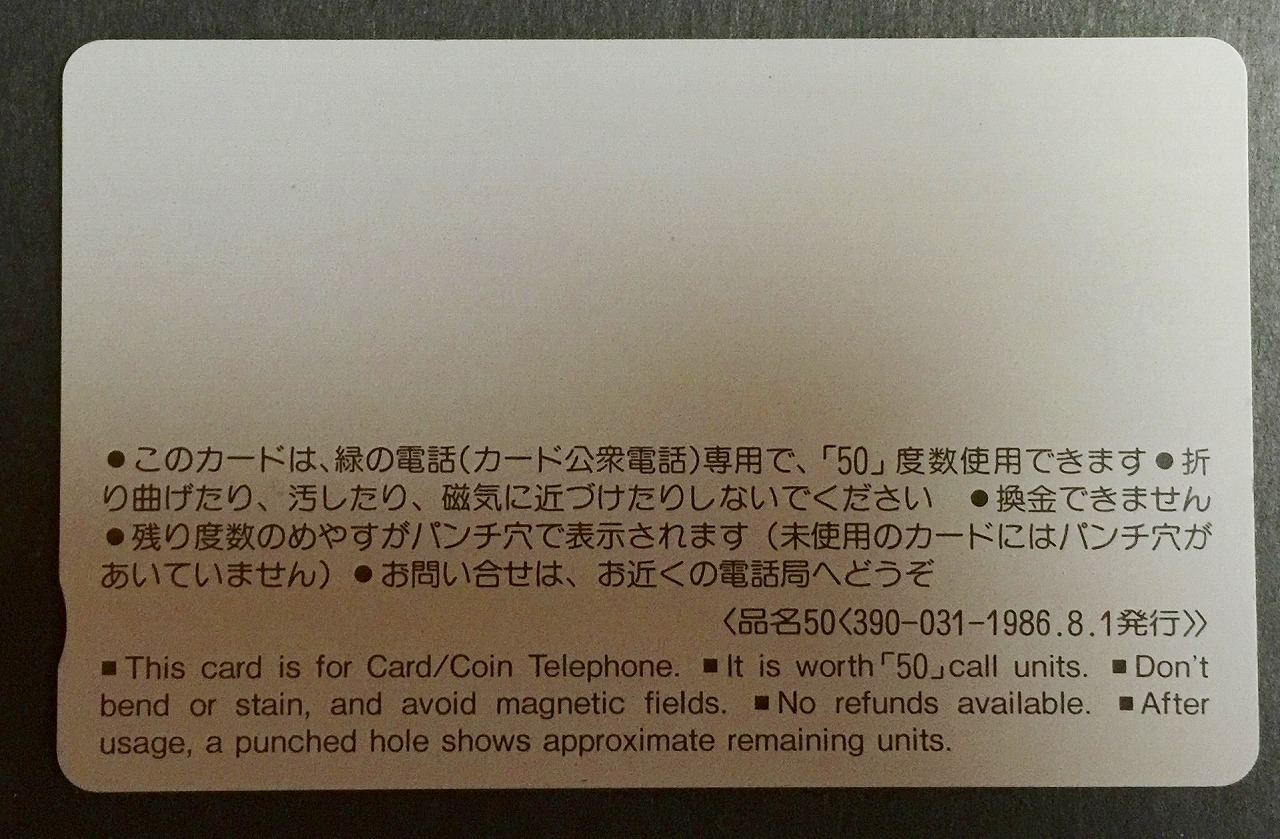 ●このカードは、緑の電話(カード公衆電話)専用で、「50」度数使用できます●折
り曲げたり、汚したり、磁気に近づけたりしないでください ●換金できません
●残り度数のめやすがパンチ穴で表示されます（未使用のカードにはパンチ穴が
あいていません）●お問い合せは、お近くの電話局へどうぞ
〈品名50〈390-031-1986.8.1発行〉〉
■This card is for Card/Coin Telephone. ■It is worth「50」call units. ■Don't
bend or stain, and avoid magnetic fields. ■No refunds available. ■After
usage, a punched hole shows approximate remaining units.